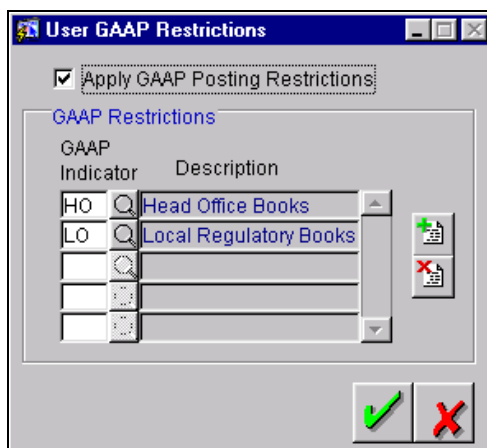 User GAAP Restrictions
Apply GAAP Posting Restrictions
GAAP Restrictions
GAAP
Indicator Description
HO Head Office Books
LO Local Regulatory Books